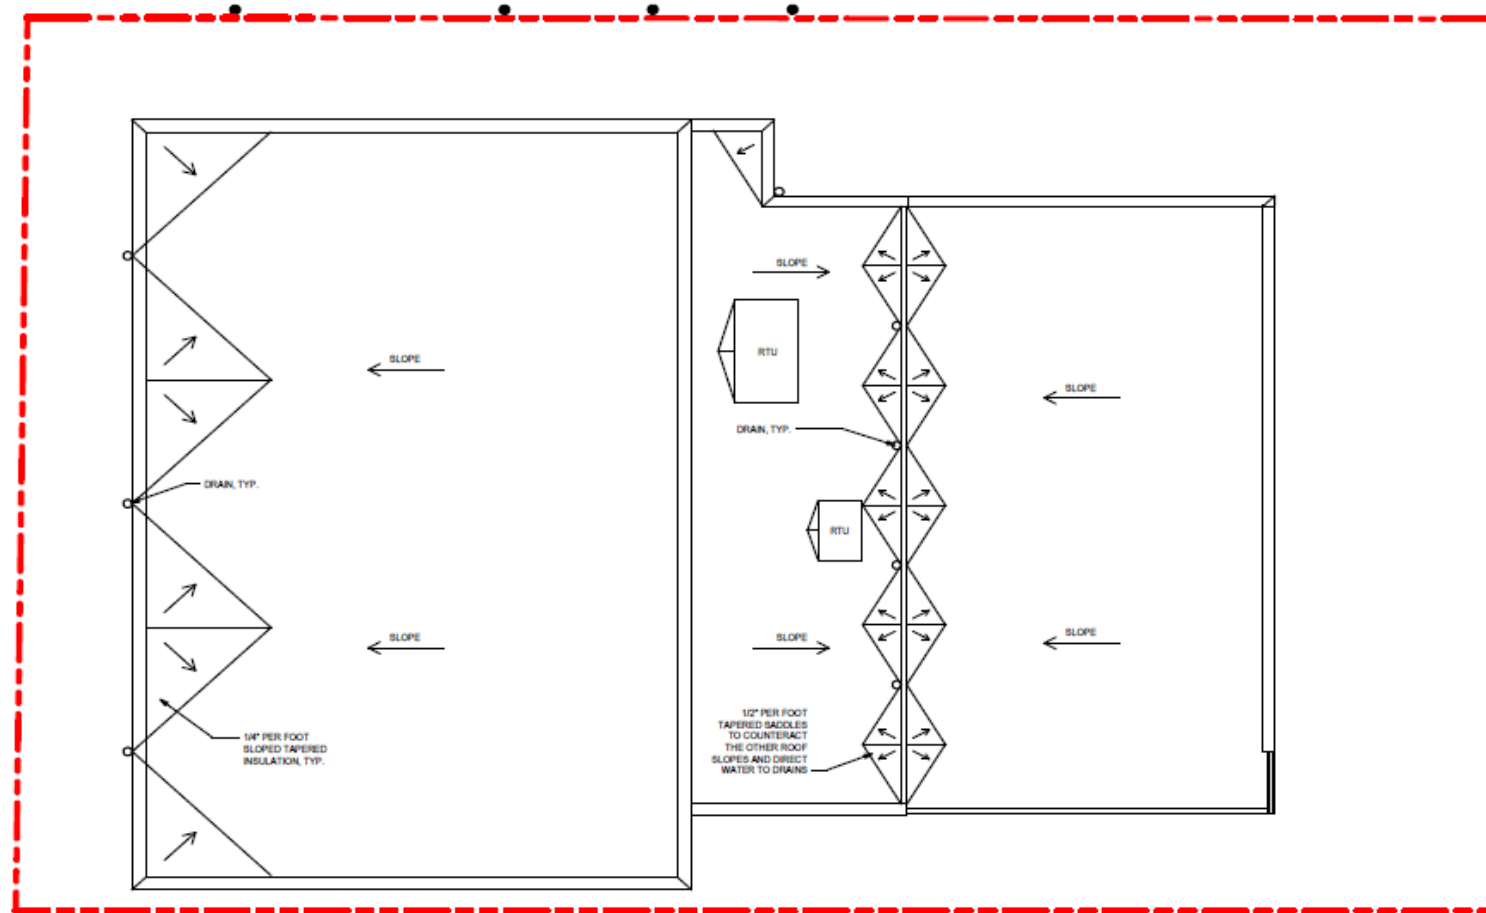 SLOPE
RTU
SLOPE
SLOPE
DRAIN, TYP.
DRAIN, TYP.
RTU
SLOPE
SLOPE
SLOPE
1/4" PER FOOT
SLOPED TAPERED
INSULATION, TYP.
1/2" PER FOOT
TAPERED SADDLES
TO COUNTERACT
THE OTHER ROOF
SLOPES AND DIRECT
WATER TO DRAINS